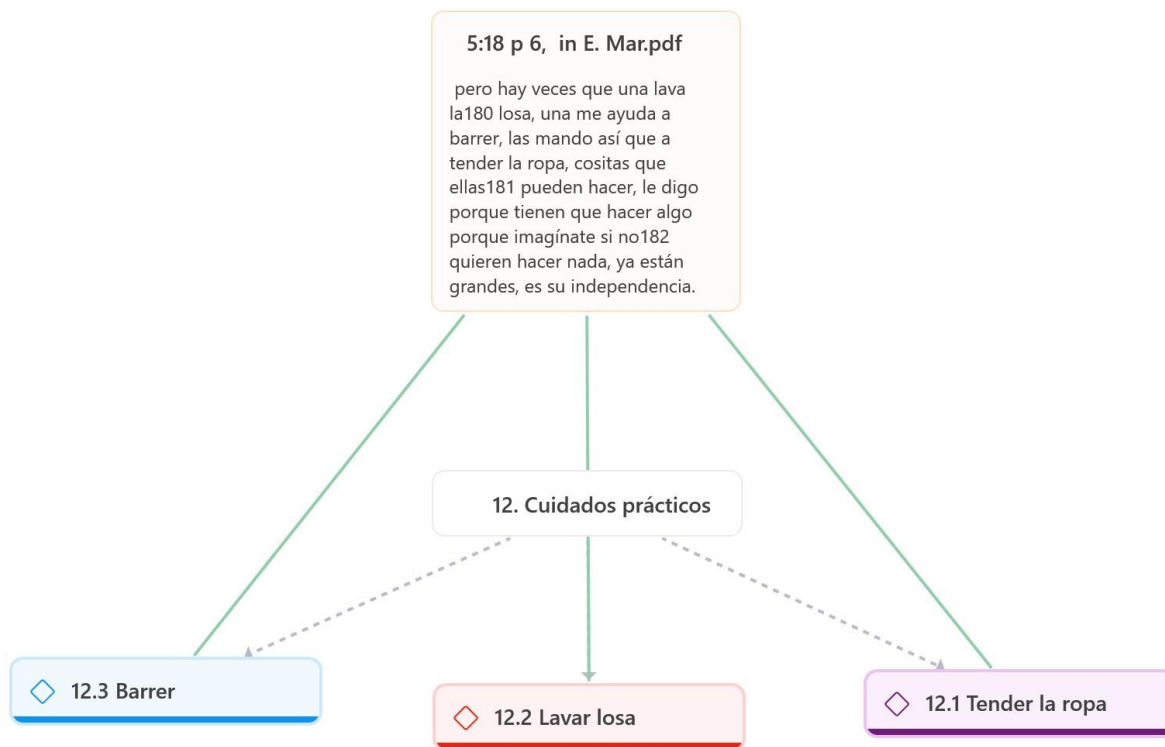 5:18 p 6,  in E. Mar.pdf
pero hay veces que una lava
la180 losa, una me ayuda a
barrer, las mando así que a
tender la ropa, cositas que
ellas181 pueden hacer, le digo
porque tienen que hacer algo
porque imagínate si no182
quieren hacer nada, ya están
grandes, es su independencia.
12. Cuidados prácticos
12.3 Barrer
12.2 Lavar losa
12.1 Tender la ropa